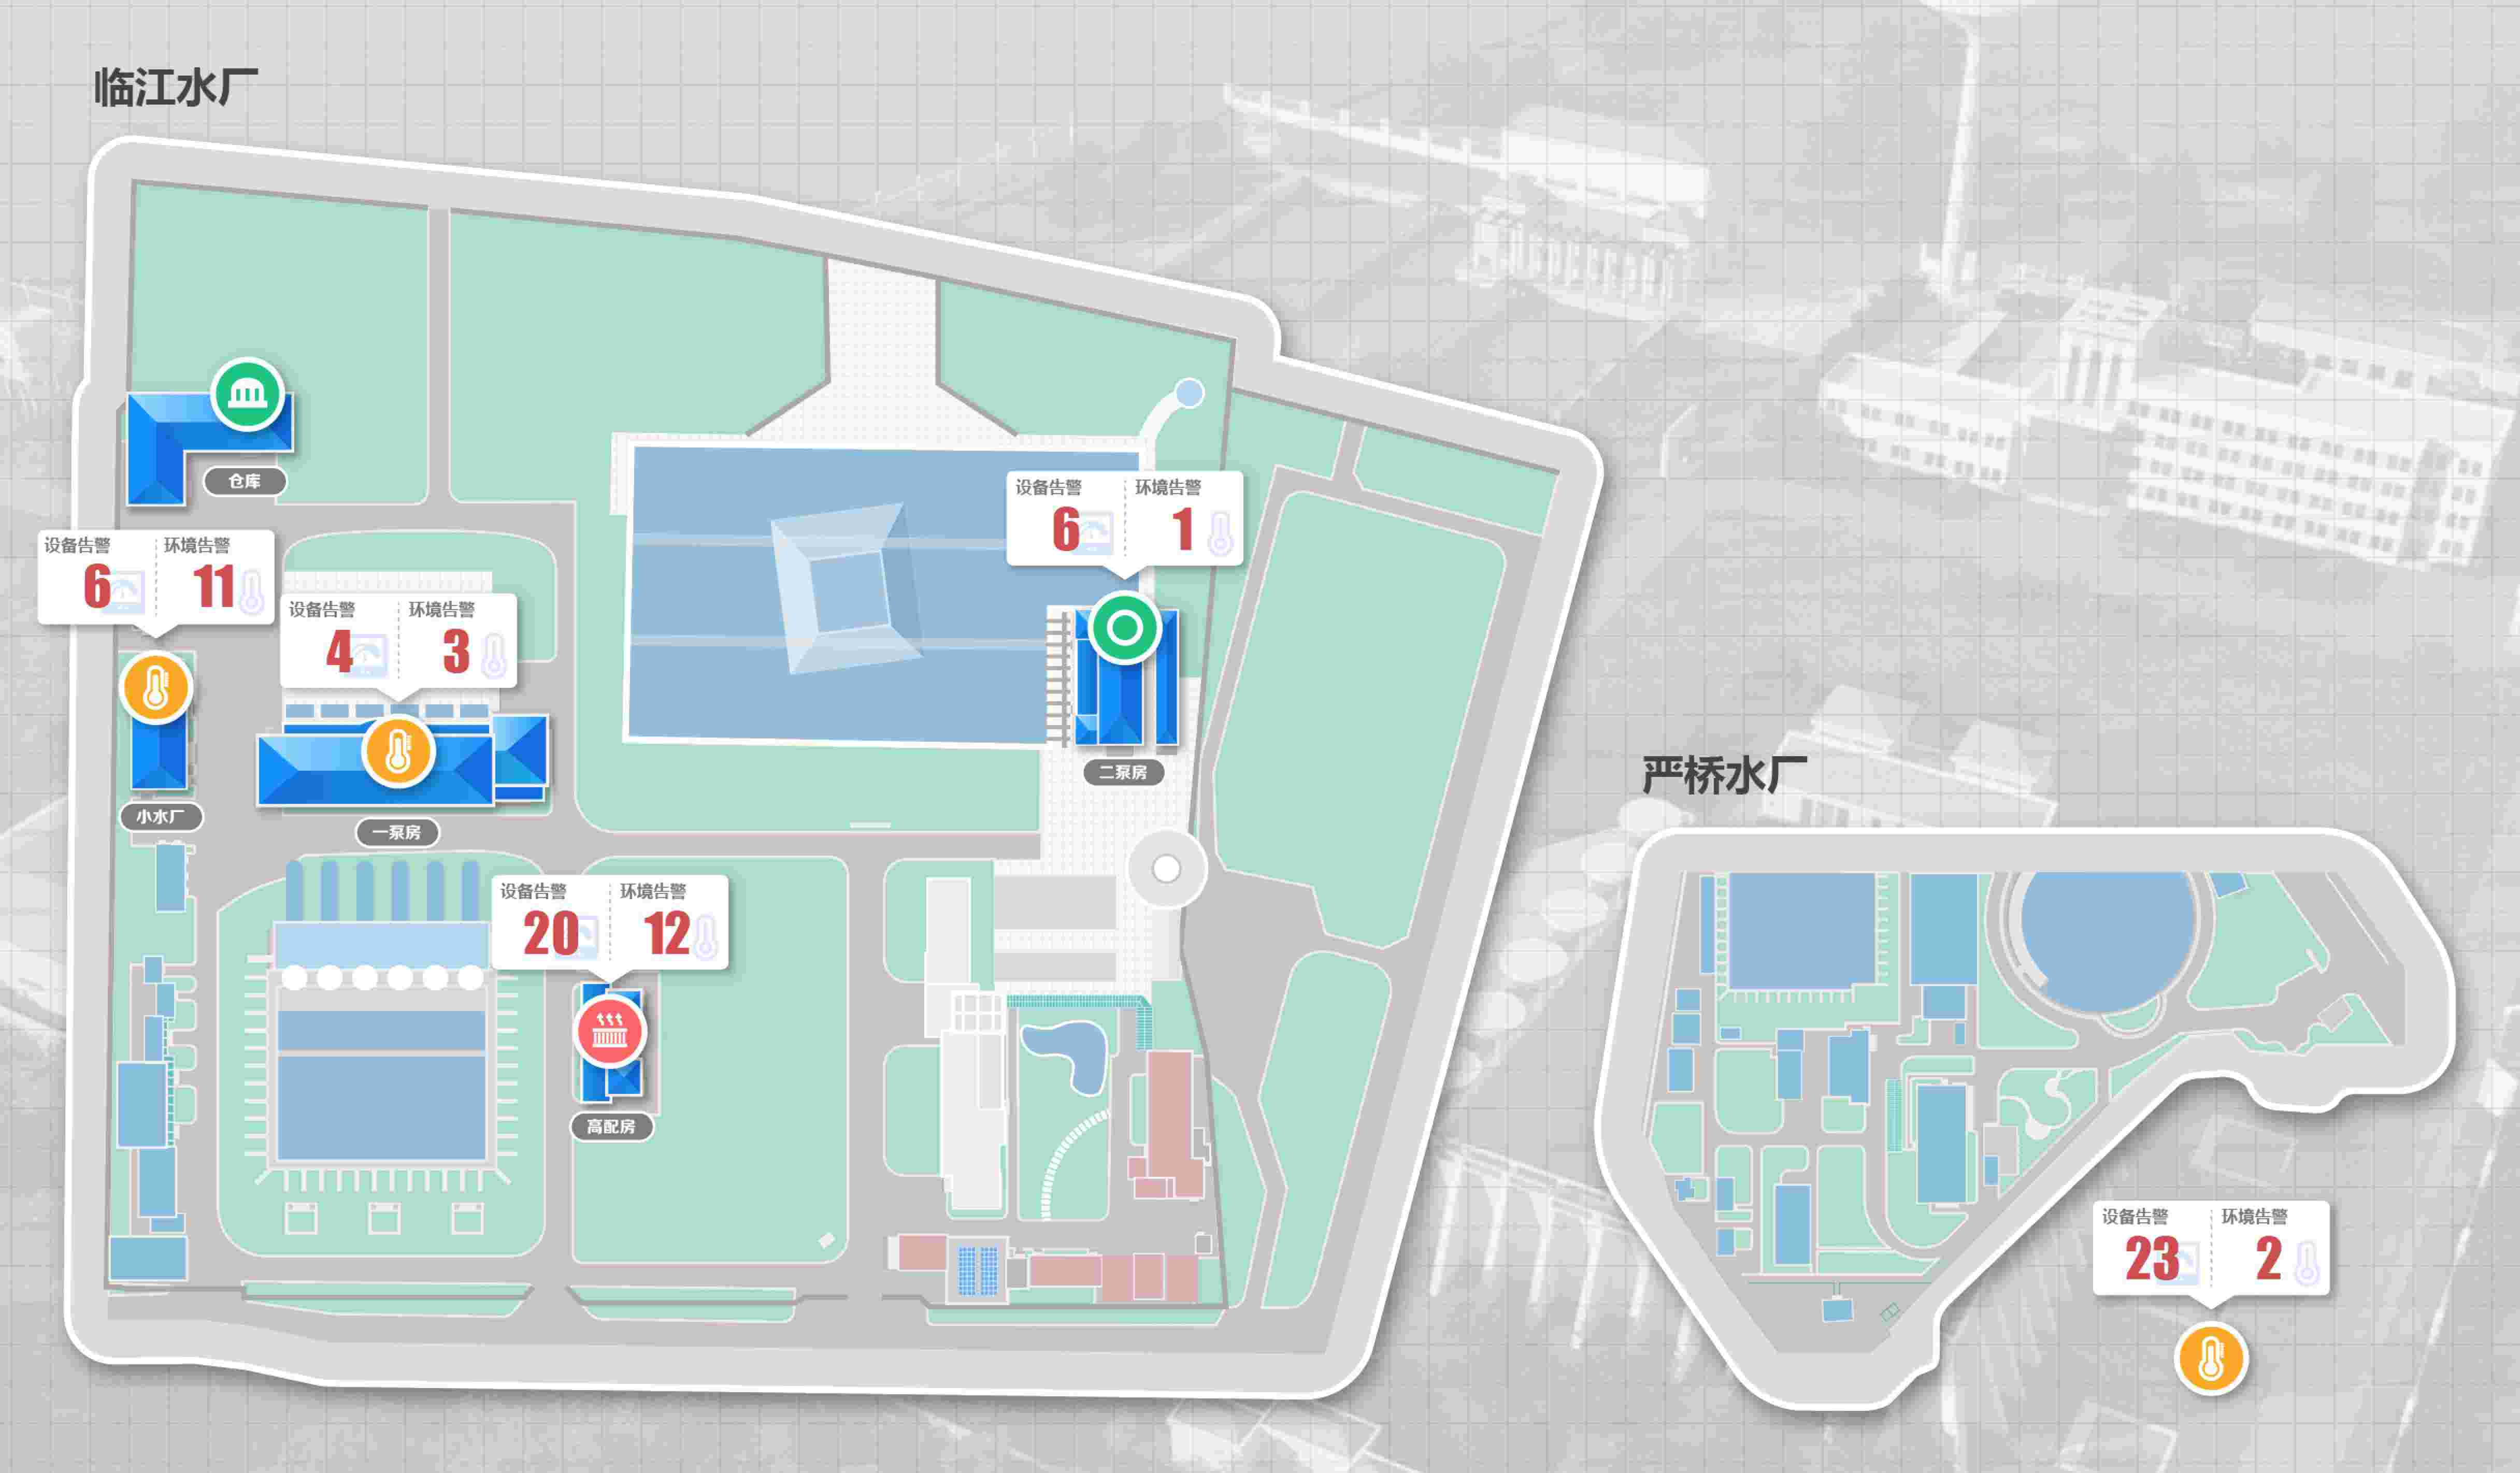 临江水厂
仓库
设备告警 环境告警
6 1
二泵房
设备告警 环境告警
6 11
小水厂
设备告警 环境告警
4 3
一泵房
设备告警 环境告警
20 12
高配房
严桥水厂
设备告警 环境告警
23 2